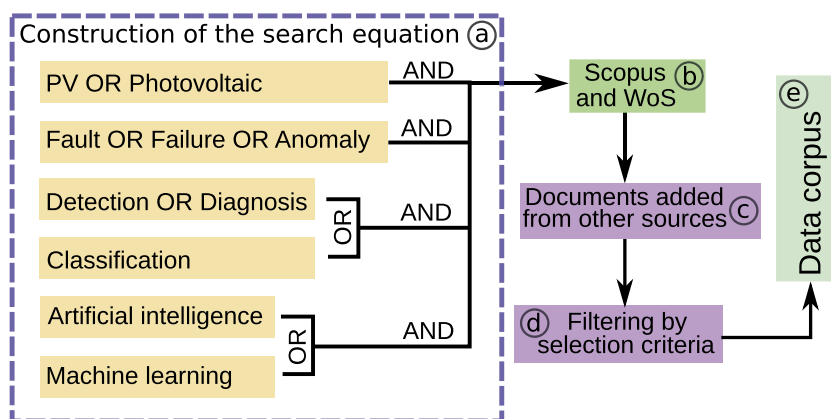 Construction of the search equation a
PV OR Photovoltaic
AND
Fault OR Failure OR Anomaly
AND
Detection OR Diagnosis
OR
AND
Classification
Artificial intelligence
OR
AND
Machine learning
Scopus b
and WoS
Documents added
from other sources c
d Filtering by
selection criteria
e
Data corpus